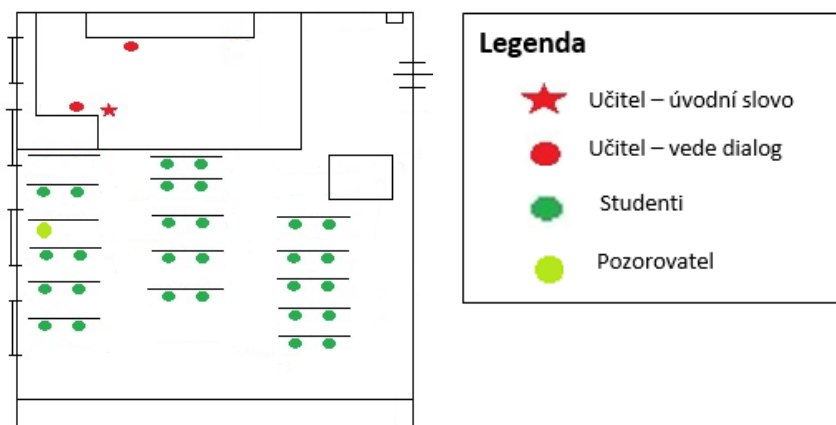 Legenda
Učitel – úvodní slovo
Učitel – vede dialog
Studenti
Pozorovatel